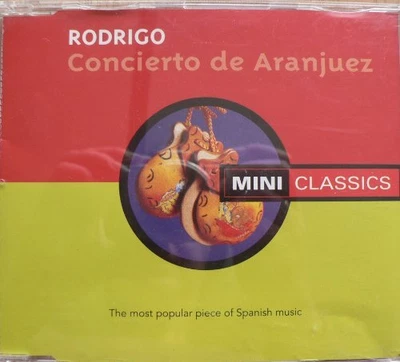 RODRIGO
Concierto de Aranjuez
MINI CLASSICS
The most popular piece of Spanish music